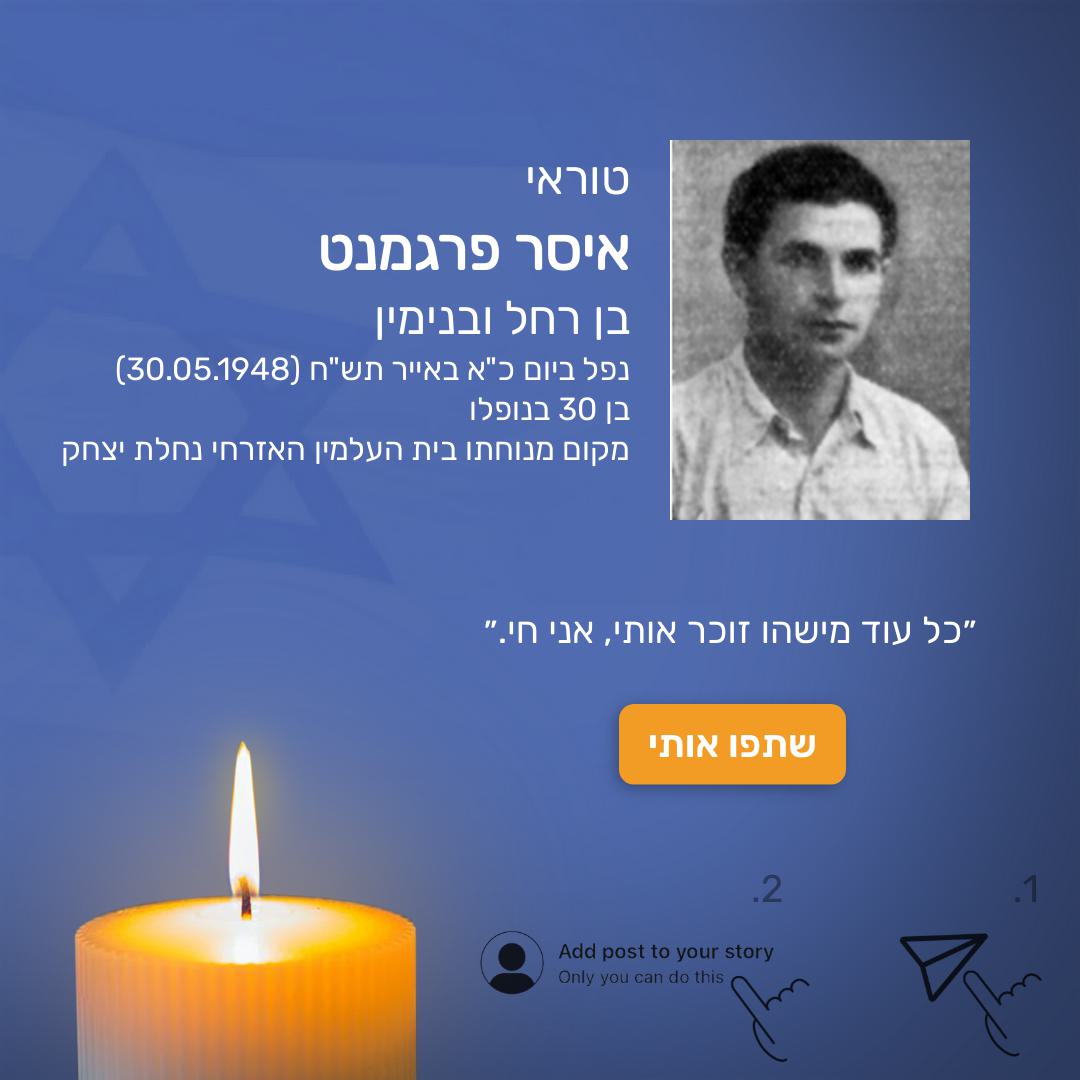 טוראי
איסר פרגמנט
בן רחל ובנימין
נפל ביום כ"א באייר תש"ח (30.05.1948)
בן 30 בנופלו
מקום מנוחתו בית העלמין האזרחי נחלת יצחק
״כל עוד מישהו זוכר אותי, אני חי.״
שתפו אותי
1.
2.
Add post to your story
Only you can do this